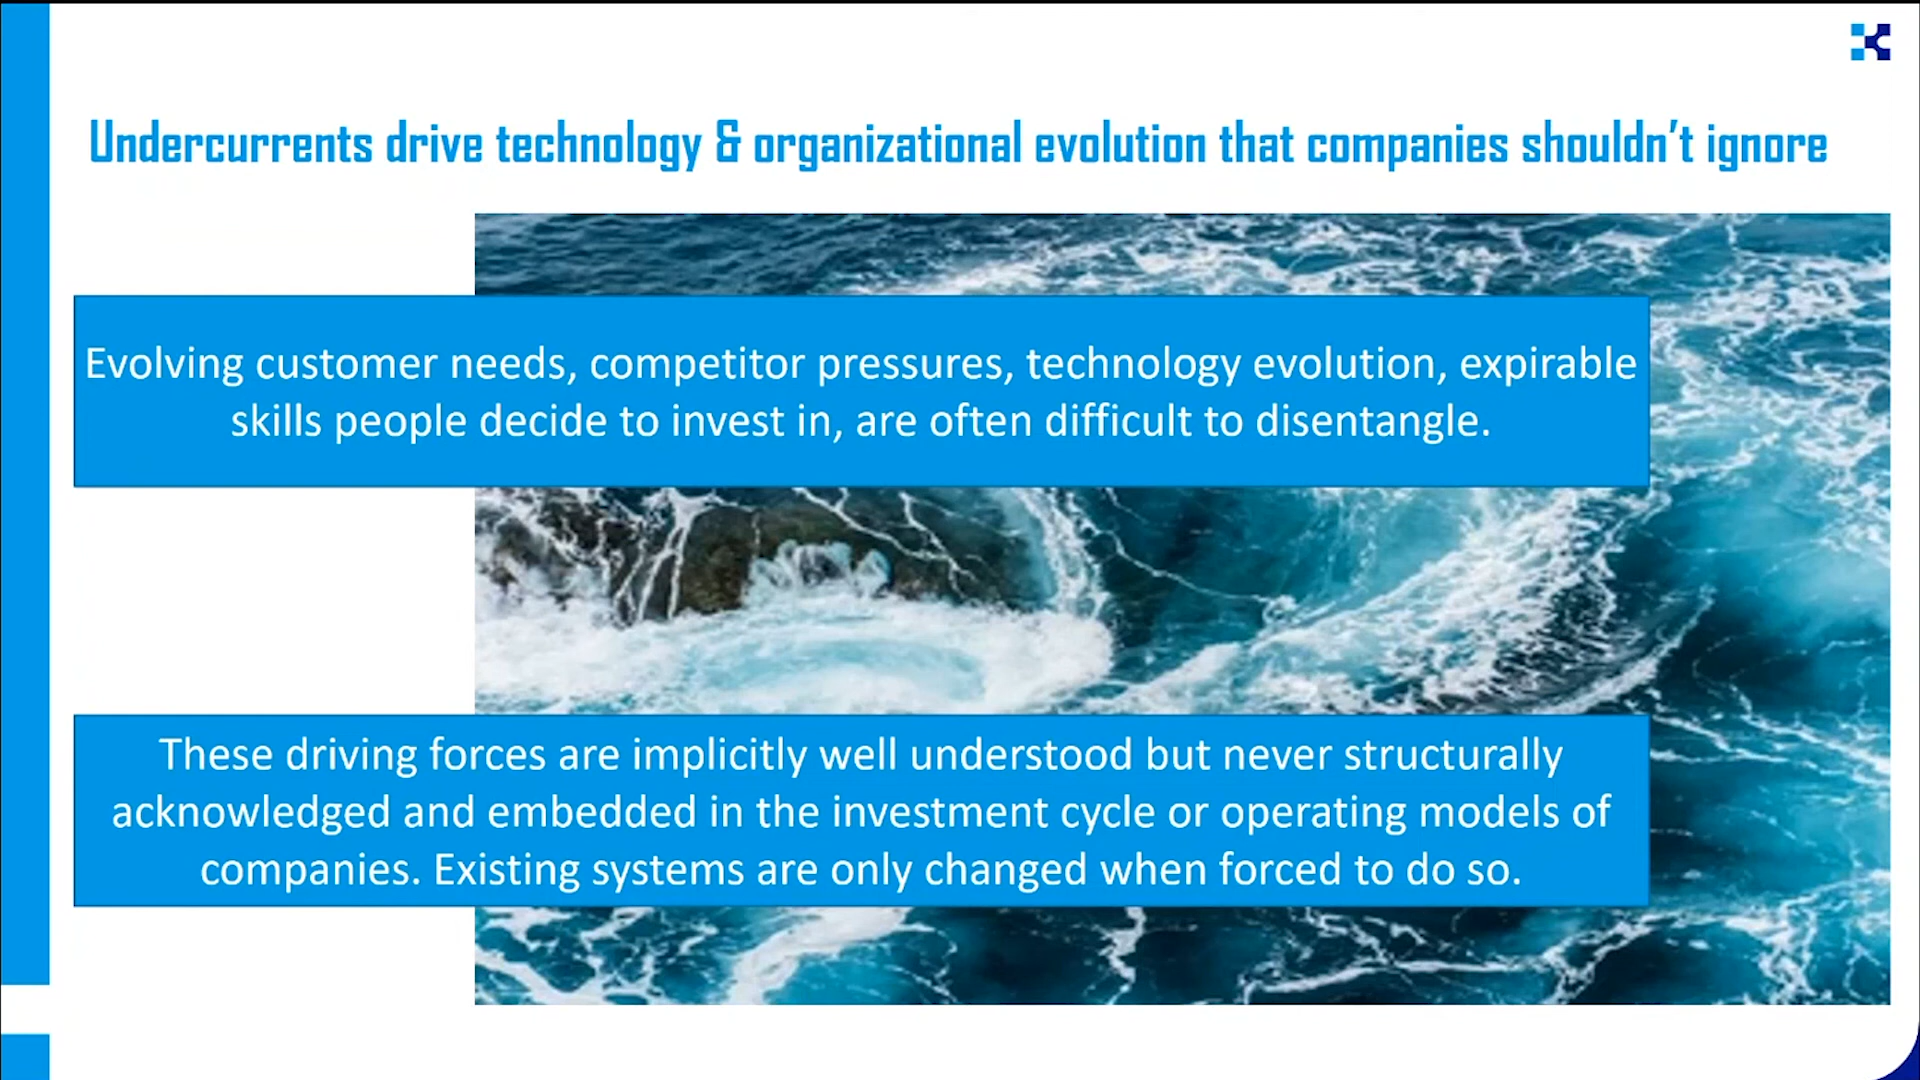 Undercurrents drive technology & organizational evolution that companies shouldn’t ignore
Evolving customer needs, competitor pressures, technology evolution, expirable
skills people decide to invest in, are often difficult to disentangle.
These driving forces are implicitly well understood but never structurally
acknowledged and embedded in the investment cycle or operating models of
companies. Existing systems are only changed when forced to do so.